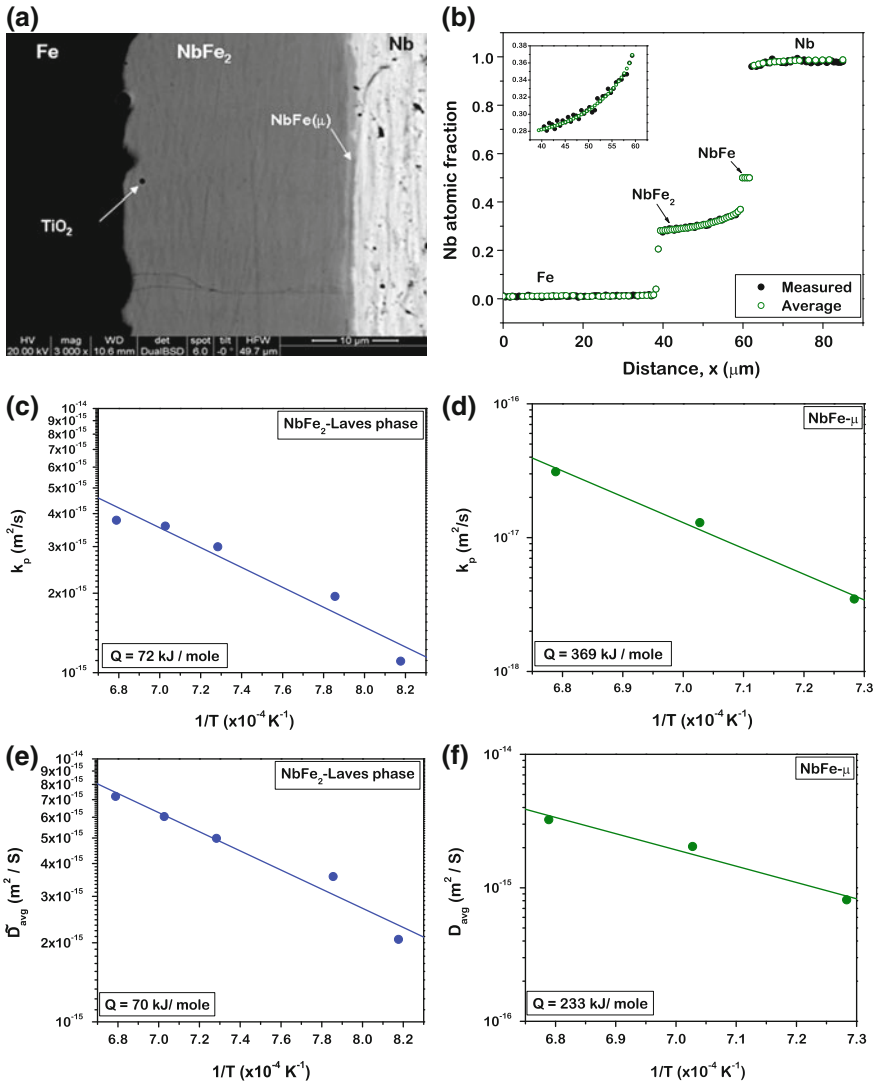 (a)
Fe
NbFe₂
Nb
NbFe(μ)
TiO₂
HV mag WD det spot tilt HFW
20.00 kV 3 000 x 10.6 mm DualBSD 6.0 -0° 49.7 μm
10 μm
(b)
Nb atomic fraction
1.0
0.8
0.6
0.4
0.2
0.0
0.38
0.36
0.34
0.32
0.30
0.28
40 45 50 55 60
Nb
NbFe
NbFe₂
Fe
Measured
Average
0 20 40 60 80
Distance, x (μm)
(c)
NbFe₂-Laves phase
10⁻¹⁴
9x10⁻¹⁵
8x10⁻¹⁵
7x10⁻¹⁵
6x10⁻¹⁵
5x10⁻¹⁵
4x10⁻¹⁵
3x10⁻¹⁵
2x10⁻¹⁵
10⁻¹⁵
kₚ (m²/s)
Q = 72 kJ / mole
6.8 7.0 7.2 7.4 7.6 7.8 8.0 8.2
1/T (x10⁻⁴ K⁻¹)
(d)
NbFe-μ
10⁻¹⁶
10⁻¹⁷
10⁻¹⁸
kₚ (m²/s)
Q = 369 kJ / mole
6.8 6.9 7.0 7.1 7.2 7.3
1/T (x10⁻⁴ K⁻¹)
(e)
NbFe₂-Laves phase
10⁻¹⁴
9x10⁻¹⁵
8x10⁻¹⁵
7x10⁻¹⁵
6x10⁻¹⁵
5x10⁻¹⁵
4x10⁻¹⁵
3x10⁻¹⁵
2x10⁻¹⁵
10⁻¹⁵
D̃avg (m² / S)
Q = 70 kJ/ mole
6.8 7.0 7.2 7.4 7.6 7.8 8.0 8.2
1/T (x10⁻⁴ K⁻¹)
(f)
NbFe-μ
10⁻¹⁴
10⁻¹⁵
10⁻¹⁶
Davg (m² / S)
Q = 233 kJ/ mole
6.8 6.9 7.0 7.1 7.2 7.3
1/T (x10⁻⁴ K⁻¹)